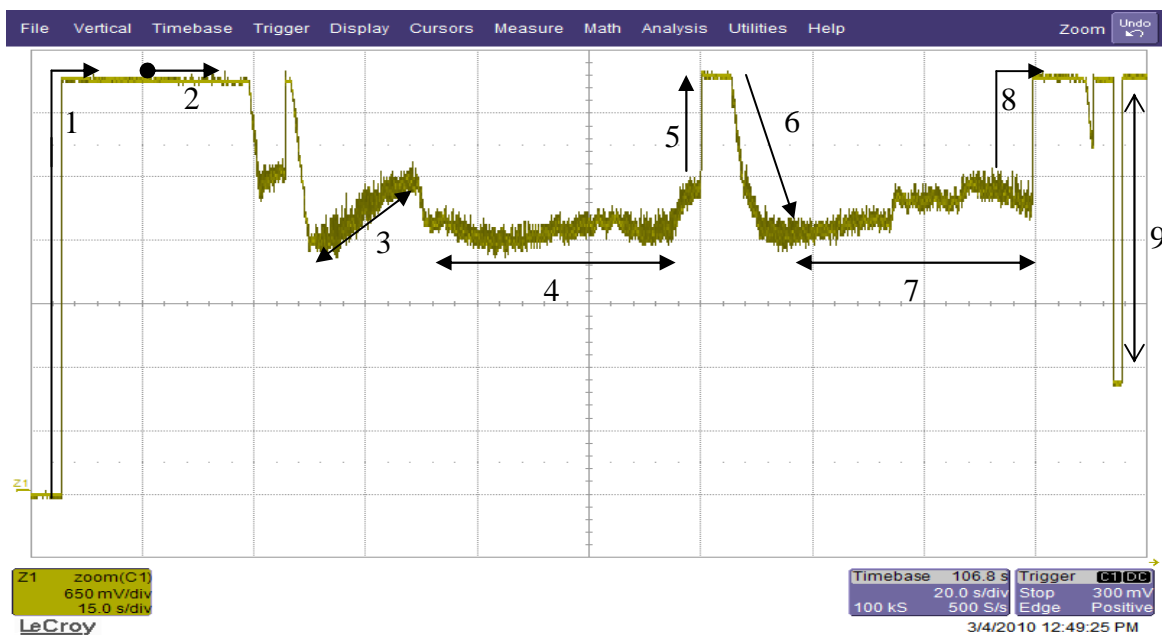 File Vertical Timebase Trigger Display Cursors Measure Math Analysis Utilities Help Zoom Undo
1
2
3
4
5
6
7
8
9
Z1
Z1 zoom(C1)
650 mV/div
15.0 s/div
Timebase 106.8 s
20.0 s/div
100 kS 500 S/s
Trigger C1 DC
Stop 300 mV
Edge Positive
LeCroy
3/4/2010 12:49:25 PM